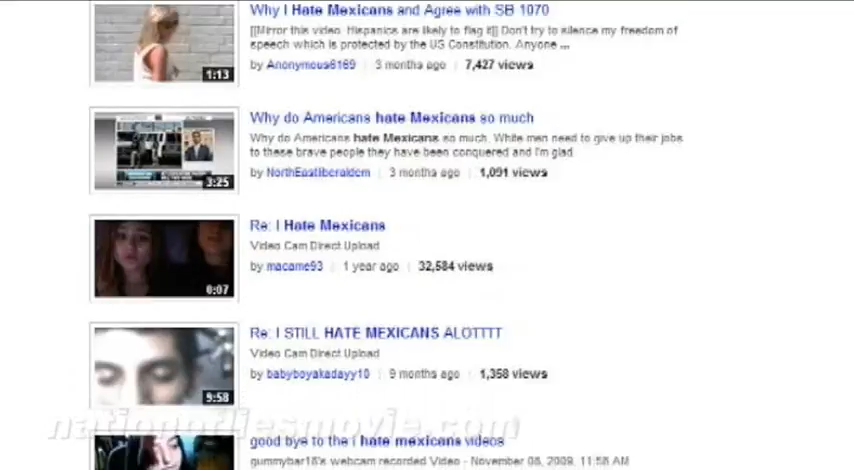 Why I Hate Mexicans and Agree with SB 1070
[[Mirror this video. Hispanics are likely to flag it]] Don't try to silence my freedom of
speech which is protected by the US Constitution. Anyone ...
by Anonymous6169 | 3 months ago | 7,427 views
1:13
Why do Americans hate Mexicans so much
Why do Americans hate Mexicans so much. White men need to give up their jobs
to these brave people they have been conquered and I'm glad
by NorthEastliberaldem | 3 months ago | 1,091 views
3:25
Re: I Hate Mexicans
Video Cam Direct Upload
by macame93 | 1 year ago | 32,584 views
0:07
Re: I STILL HATE MEXICANS ALOTTTT
Video Cam Direct Upload
by babyboyakadayy10 | 9 months ago | 1,358 views
9:58
nationofliesmovie.com
good bye to the i hate mexicans videos
gummybar18's webcam recorded Video - November 08, 2009, 11:58 AM